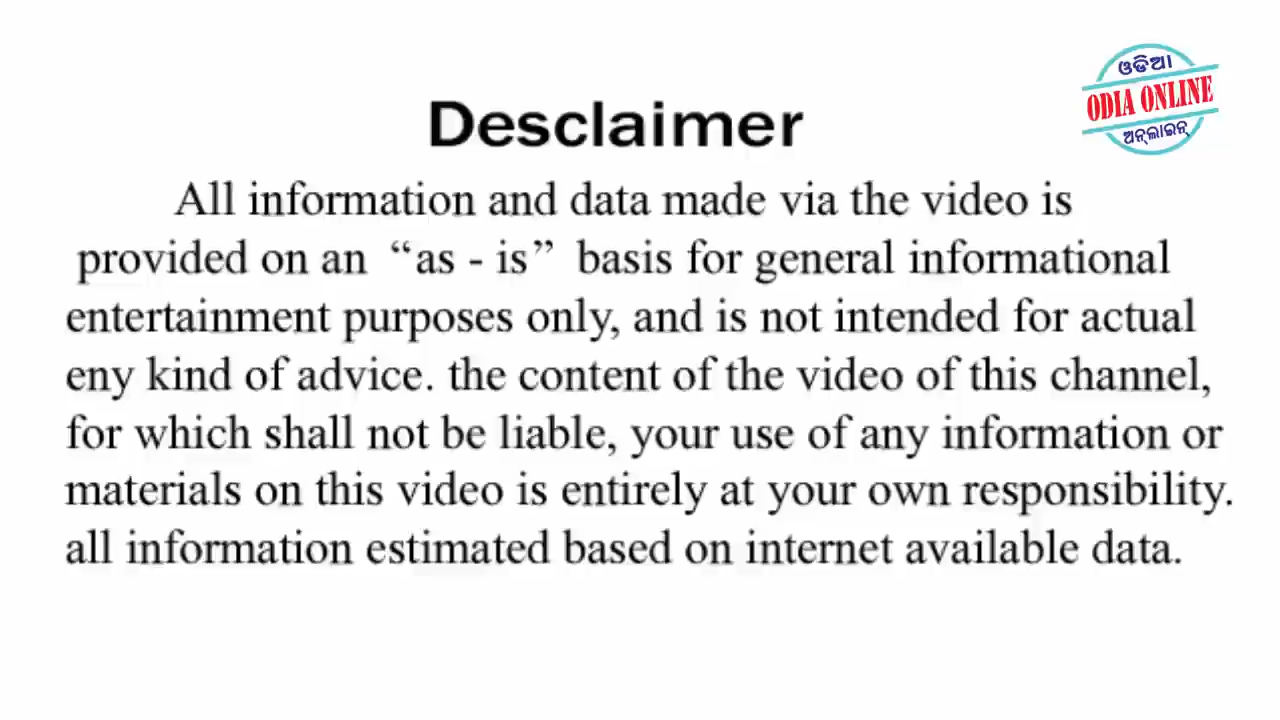 ଓଡିଆ
ODIA ONLINE
ଅନ୍‌ଲାଇନ୍
Desclaimer
All information and data made via the video is
provided on an “as - is” basis for general informational
entertainment purposes only, and is not intended for actual
eny kind of advice. the content of the video of this channel,
for which shall not be liable, your use of any information or
materials on this video is entirely at your own responsibility.
all information estimated based on internet available data.